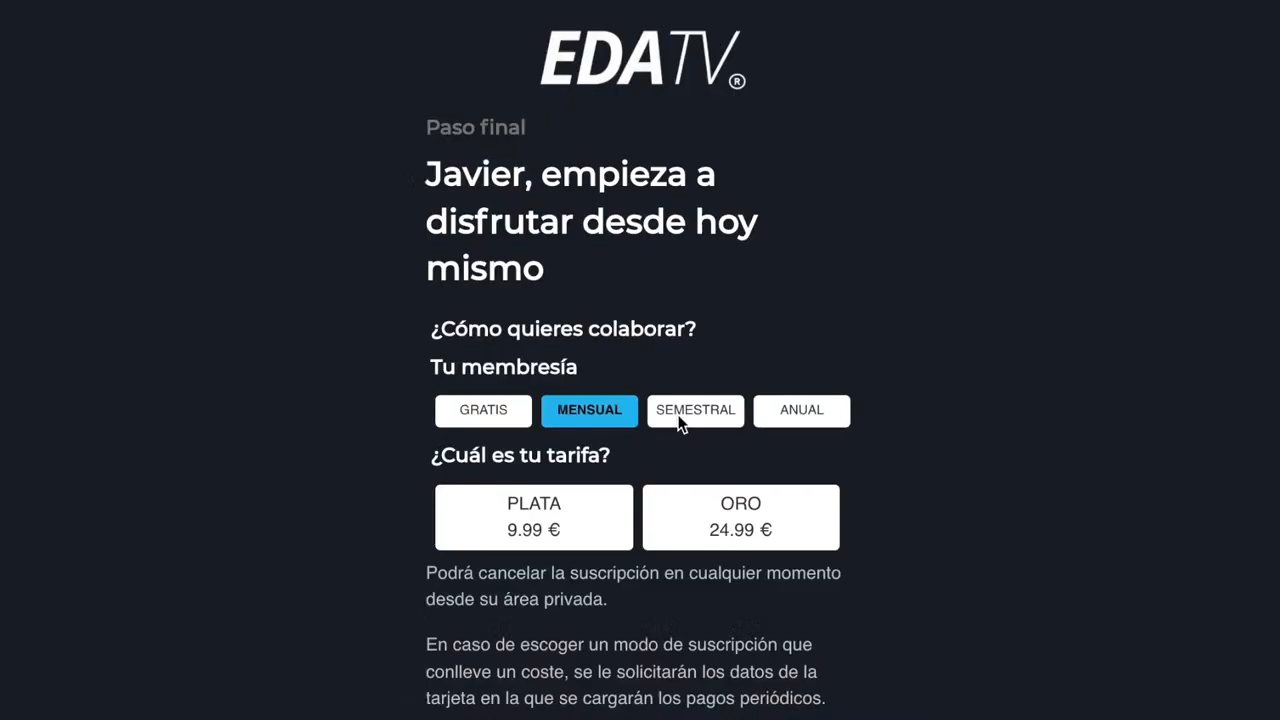 EDATV®
Paso final
Javier, empieza a
disfrutar desde hoy
mismo
¿Cómo quieres colaborar?
Tu membresía
GRATIS MENSUAL SEMESTRAL ANUAL
¿Cuál es tu tarifa?
PLATA ORO
9.99 € 24.99 €
Podrá cancelar la suscripción en cualquier momento
desde su área privada.
En caso de escoger un modo de suscripción que
conlleve un coste, se le solicitarán los datos de la
tarjeta en la que se cargarán los pagos periódicos.